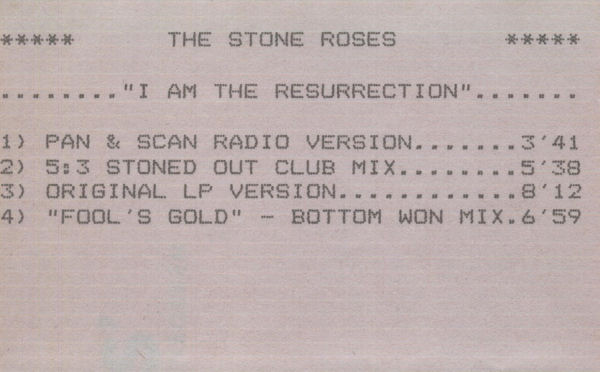 ***** THE STONE ROSES *****
........"I AM THE RESURRECTION".......
1) PAN & SCAN RADIO VERSION.......3'41
2) 5:3 STONED OUT CLUB MIX........5'38
3) ORIGINAL LP VERSION............8'12
4) "FOOL'S GOLD" - BOTTOM WON MIX.6'59